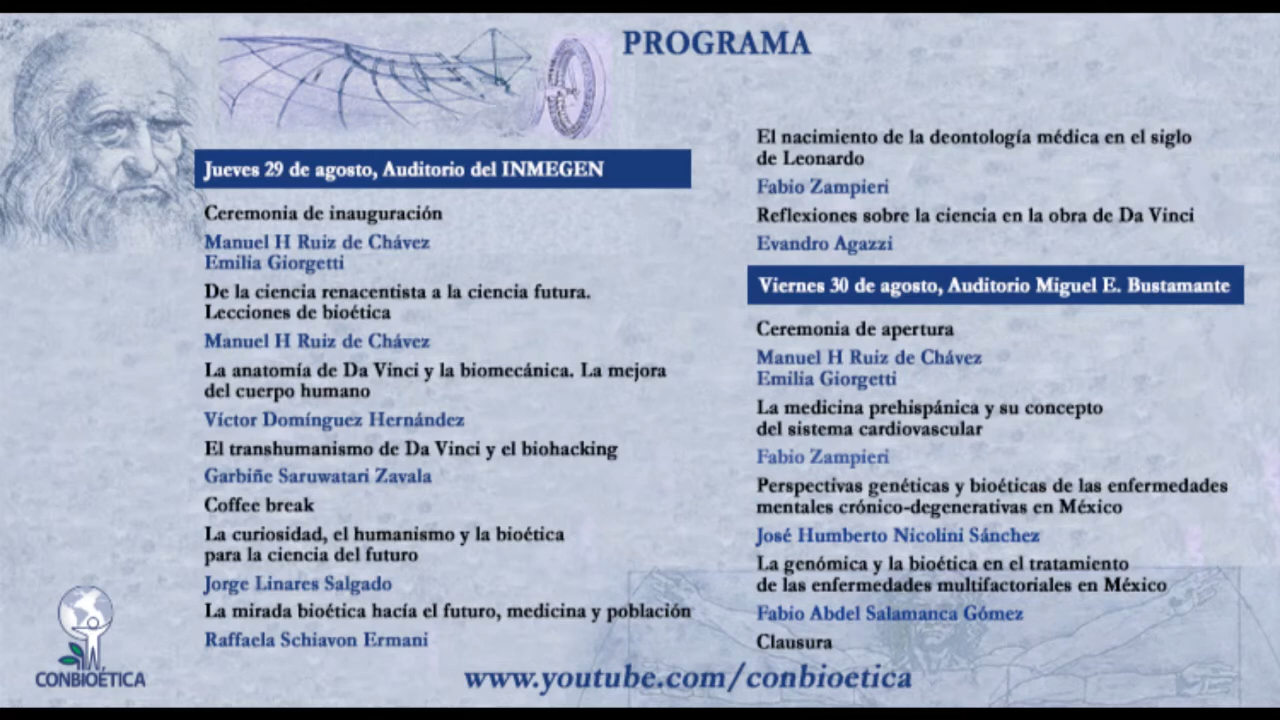 PROGRAMA
Jueves 29 de agosto, Auditorio del INMEGEN
Ceremonia de inauguración
Manuel H Ruiz de Chávez
Emilia Giorgetti
De la ciencia renacentista a la ciencia futura.
Lecciones de bioética
Manuel H Ruiz de Chávez
La anatomía de Da Vinci y la biomecánica. La mejora
del cuerpo humano
Víctor Domínguez Hernández
El transhumanismo de Da Vinci y el biohacking
Garbiñe Saruwatari Zavala
Coffee break
La curiosidad, el humanismo y la bioética
para la ciencia del futuro
Jorge Linares Salgado
La mirada bioética hacía el futuro, medicina y población
Raffaela Schiavon Ermani
El nacimiento de la deontología médica en el siglo
de Leonardo
Fabio Zampieri
Reflexiones sobre la ciencia en la obra de Da Vinci
Evandro Agazzi
Viernes 30 de agosto, Auditorio Miguel E. Bustamante
Ceremonia de apertura
Manuel H Ruiz de Chávez
Emilia Giorgetti
La medicina prehispánica y su concepto
del sistema cardiovascular
Fabio Zampieri
Perspectivas genéticas y bioéticas de las enfermedades
mentales crónico-degenerativas en México
José Humberto Nicolini Sánchez
La genómica y la bioética en el tratamiento
de las enfermedades multifactoriales en México
Fabio Abdel Salamanca Gómez
Clausura
CONBIOÉTICA
www.youtube.com/conbioetica